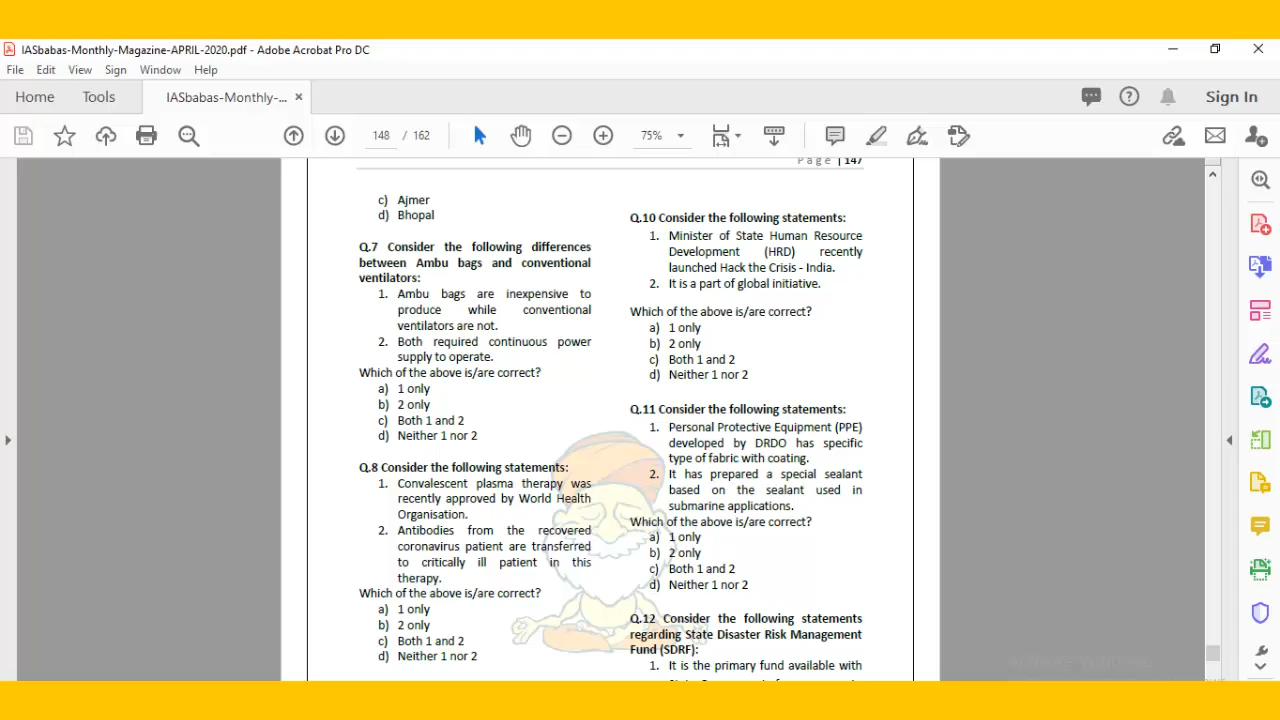 IASbabas-Monthly-Magazine-APRIL-2020.pdf - Adobe Acrobat Pro DC
File Edit View Sign Window Help
Home Tools IASbabas-Monthly-... × Sign In
148 / 162 75%
Page | 147
c) Ajmer
d) Bhopal
Q.7 Consider the following differences
between Ambu bags and conventional
ventilators:
1. Ambu bags are inexpensive to
produce while conventional
ventilators are not.
2. Both required continuous power
supply to operate.
Which of the above is/are correct?
a) 1 only
b) 2 only
c) Both 1 and 2
d) Neither 1 nor 2
Q.8 Consider the following statements:
1. Convalescent plasma therapy was
recently approved by World Health
Organisation.
2. Antibodies from the recovered
coronavirus patient are transferred
to critically ill patient in this
therapy.
Which of the above is/are correct?
a) 1 only
b) 2 only
c) Both 1 and 2
d) Neither 1 nor 2
Q.10 Consider the following statements:
1. Minister of State Human Resource
Development (HRD) recently
launched Hack the Crisis - India.
2. It is a part of global initiative.
Which of the above is/are correct?
a) 1 only
b) 2 only
c) Both 1 and 2
d) Neither 1 nor 2
Q.11 Consider the following statements:
1. Personal Protective Equipment (PPE)
developed by DRDO has specific
type of fabric with coating.
2. It has prepared a special sealant
based on the sealant used in
submarine applications.
Which of the above is/are correct?
a) 1 only
b) 2 only
c) Both 1 and 2
d) Neither 1 nor 2
Q.12 Consider the following statements
regarding State Disaster Risk Management
Fund (SDRF):
1. It is the primary fund available with